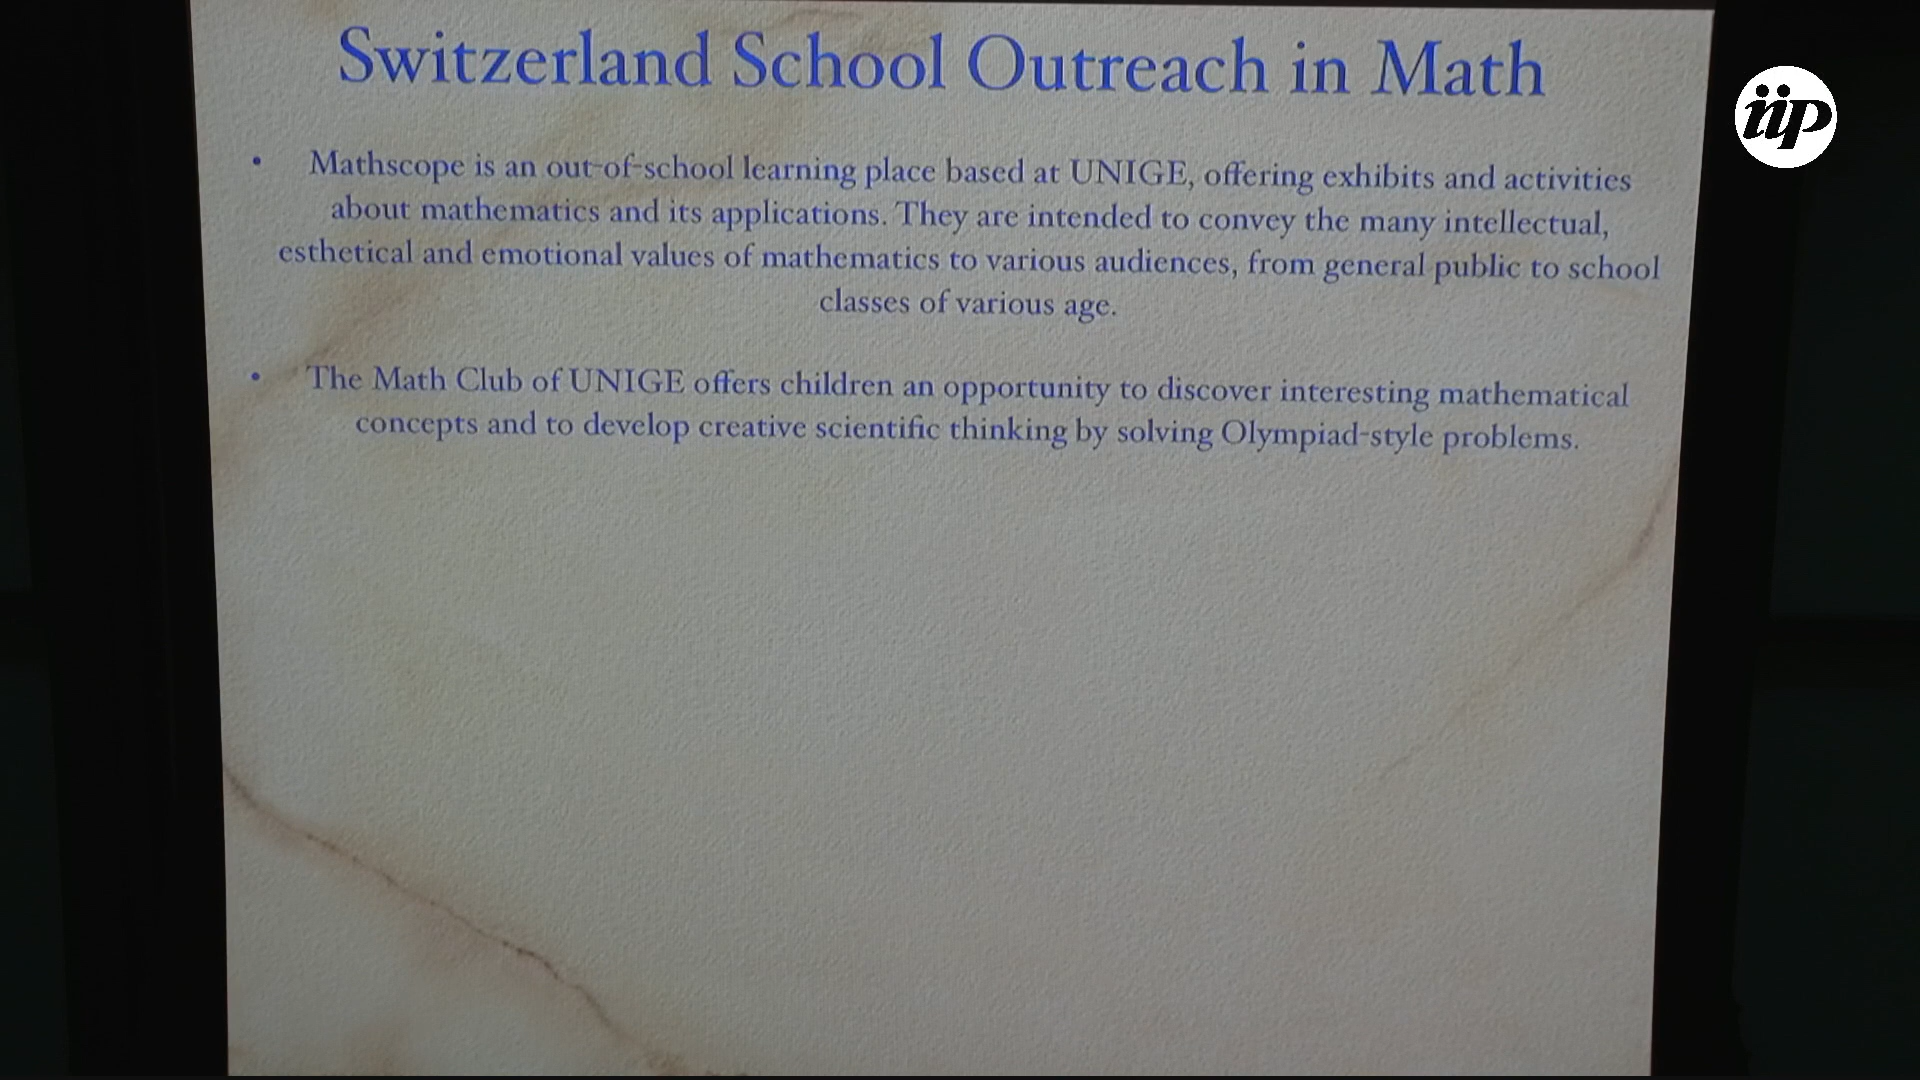 Switzerland School Outreach in Math
iip
• Mathscope is an out-of-school learning place based at UNIGE, offering exhibits and activities
about mathematics and its applications. They are intended to convey the many intellectual,
esthetical and emotional values of mathematics to various audiences, from general public to school
classes of various age.
• The Math Club of UNIGE offers children an opportunity to discover interesting mathematical
concepts and to develop creative scientific thinking by solving Olympiad-style problems.